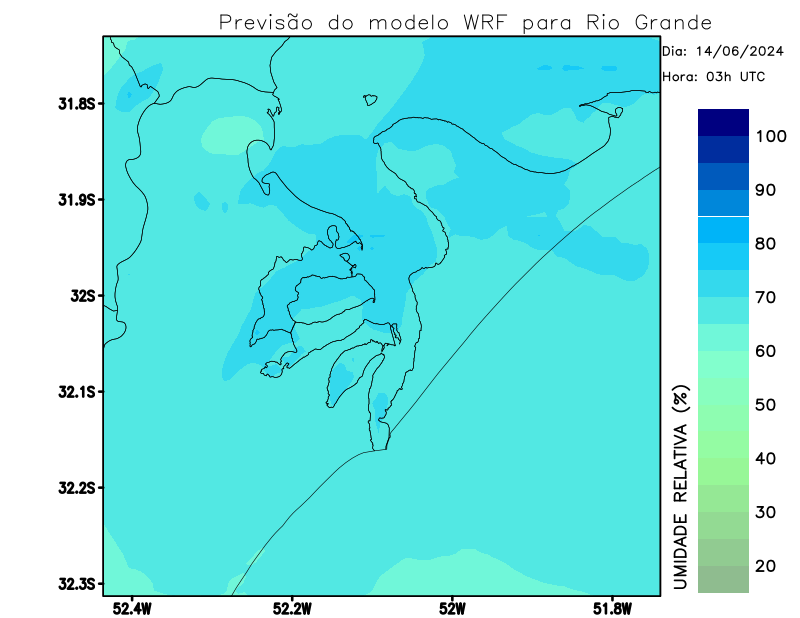 Previsão do modelo WRF para Rio Grande
Dia: 14/06/2024
Hora: 03h UTC
31.8S
31.9S
32S
32.1S
32.2S
32.3S
52.4W
52.2W
52W
51.8W
100
90
80
70
60
50
40
30
20
UMIDADE RELATIVA (%)